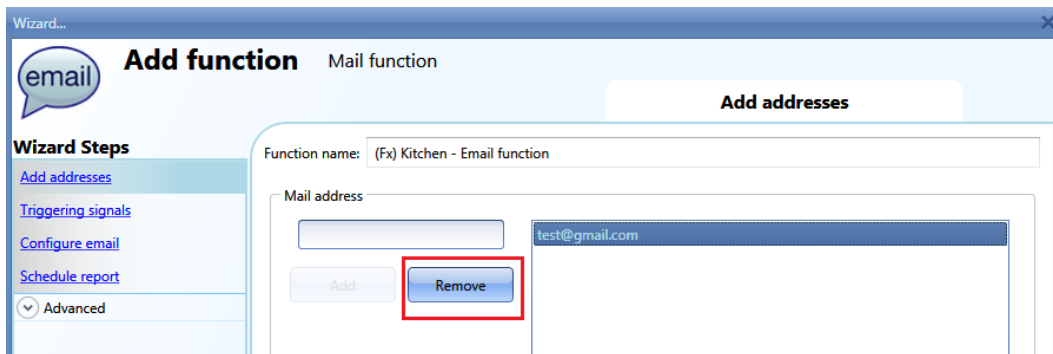 Wizard...
email
Add function Mail function
Add addresses
Wizard Steps
Add addresses
Triggering signals
Configure email
Schedule report
Advanced
Function name: (Fx) Kitchen - Email function
Mail address
test@gmail.com
Add Remove